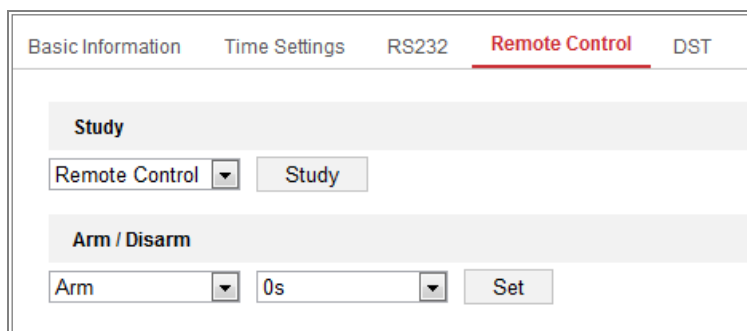 Basic Information Time Settings RS232 Remote Control DST
Study
Remote Control Study
Arm / Disarm
Arm 0s Set